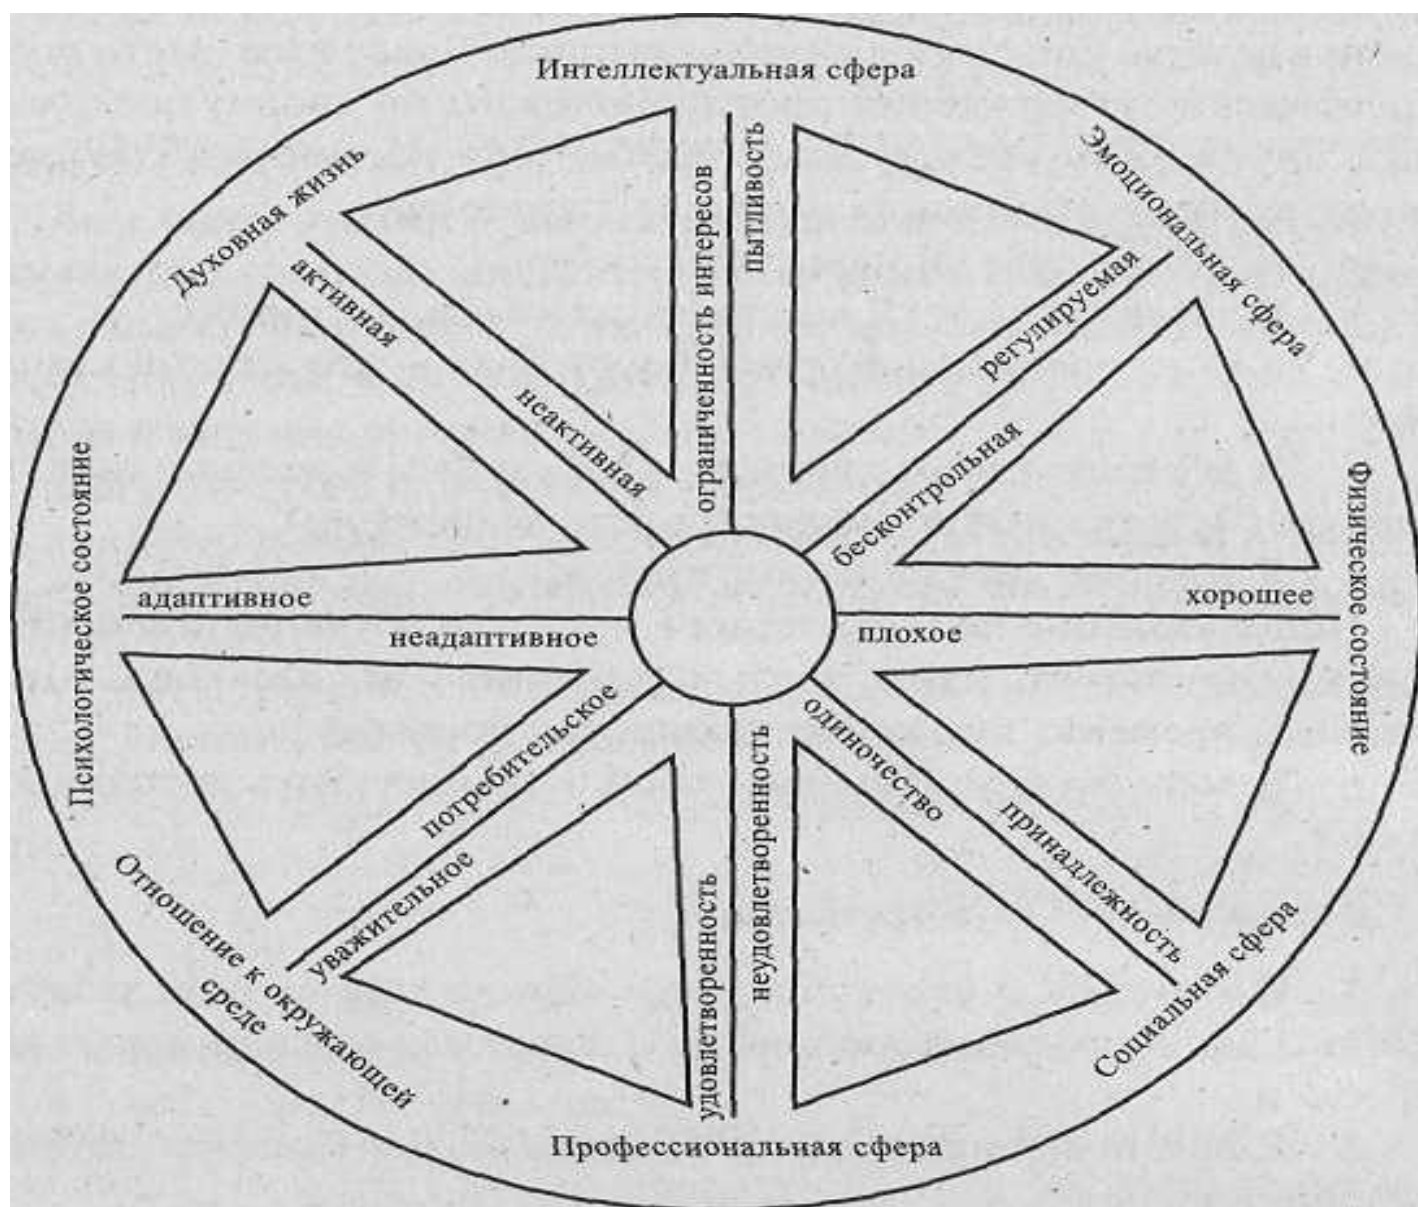 Интеллектуальная сфера
ограниченность интересов
пытливость
Эмоциональная сфера
регулируемая
бесконтрольная
Физическое состояние
хорошее
плохое
Социальная сфера
одиночество
принадлежность
Профессиональная сфера
удовлетворенность
неудовлетворенность
Отношение к окружающей
среде
потребительское
уважительное
Психологическое состояние
адаптивное
неадаптивное
Духовная жизнь
активная
неактивная